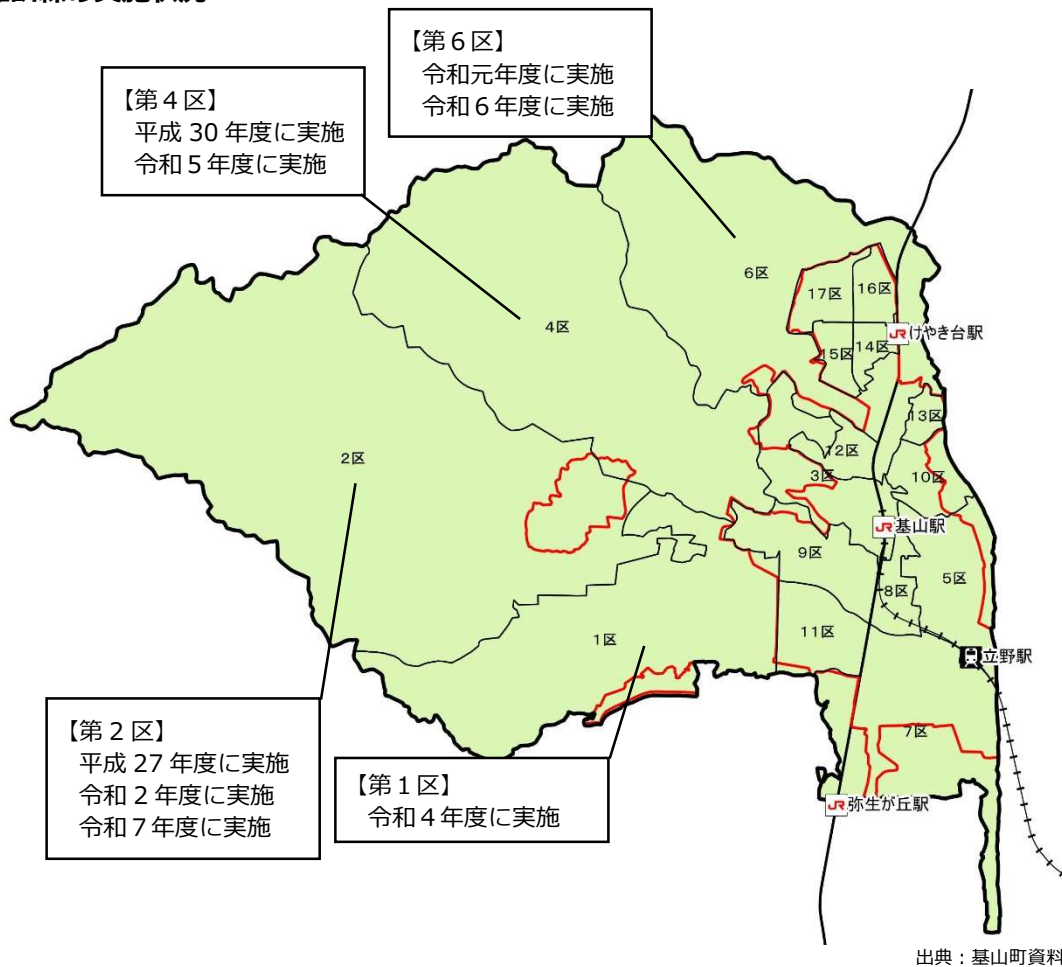 【第６区】
令和元年度に実施
令和６年度に実施
【第４区】
平成 30 年度に実施
令和５年度に実施
6区
17区
16区
JRけやき台駅
4区
15区
14区
13区
12区
2区
3区
10区
JR基山駅
9区
5区
8区
1区
11区
立野駅
【第２区】
平成 27 年度に実施
令和２年度に実施
令和７年度に実施
【第１区】
令和４年度に実施
7区
JR弥生が丘駅
出典：基山町資料